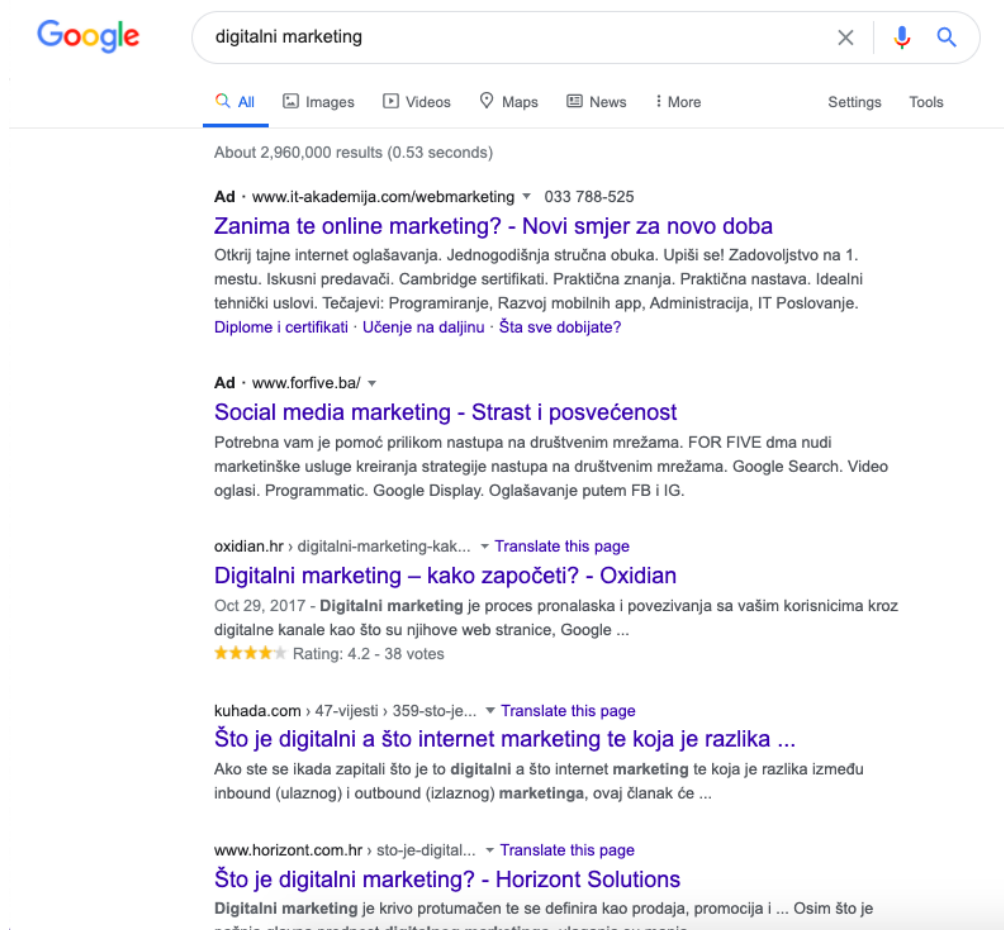 Google
digitalni marketing
All Images Videos Maps News More Settings Tools
About 2,960,000 results (0.53 seconds)
Ad · www.it-akademija.com/webmarketing 033 788-525
Zanima te online marketing? - Novi smjer za novo doba
Otkrij tajne internet oglašavanja. Jednogodišnja stručna obuka. Upiši se! Zadovoljstvo na 1.
mestu. Iskusni predavači. Cambridge sertifikati. Praktična znanja. Praktična nastava. Idealni
tehnički uslovi. Tečajevi: Programiranje, Razvoj mobilnih app, Administracija, IT Poslovanje.
Diplome i certifikati · Učenje na daljinu · Šta sve dobijate?
Ad · www.forfive.ba/
Social media marketing - Strast i posvećenost
Potrebna vam je pomoć prilikom nastupa na društvenim mrežama. FOR FIVE dma nudi
marketinške usluge kreiranja strategije nastupa na društvenim mrežama. Google Search. Video
oglasi. Programmatic. Google Display. Oglašavanje putem FB i IG.
oxidian.hr › digitalni-marketing-kak... Translate this page
Digitalni marketing – kako započeti? - Oxidian
Oct 29, 2017 - Digitalni marketing je proces pronalaska i povezivanja sa vašim korisnicima kroz
digitalne kanale kao što su njihove web stranice, Google ...
Rating: 4.2 - 38 votes
kuhada.com › 47-vijesti › 359-sto-je... Translate this page
Što je digitalni a što internet marketing te koja je razlika ...
Ako ste se ikada zapitali što je to digitalni a što internet marketing te koja je razlika između
inbound (ulaznog) i outbound (izlaznog) marketinga, ovaj članak će ...
www.horizont.com.hr › sto-je-digital... Translate this page
Što je digitalni marketing? - Horizont Solutions
Digitalni marketing je krivo protumačen te se definira kao prodaja, promocija i ... Osim što je